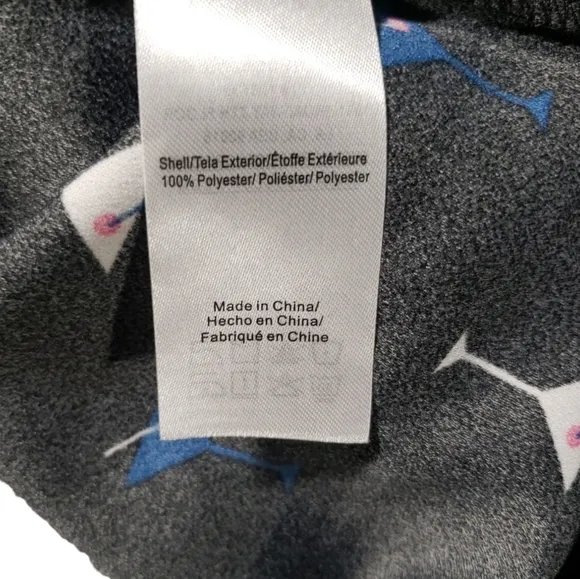 Shell/Tela Exterior/Étoffe Extérieure
100% Polyester/ Poliéster/ Polyester
Made in China/
Hecho en China/
Fabriqué en Chine